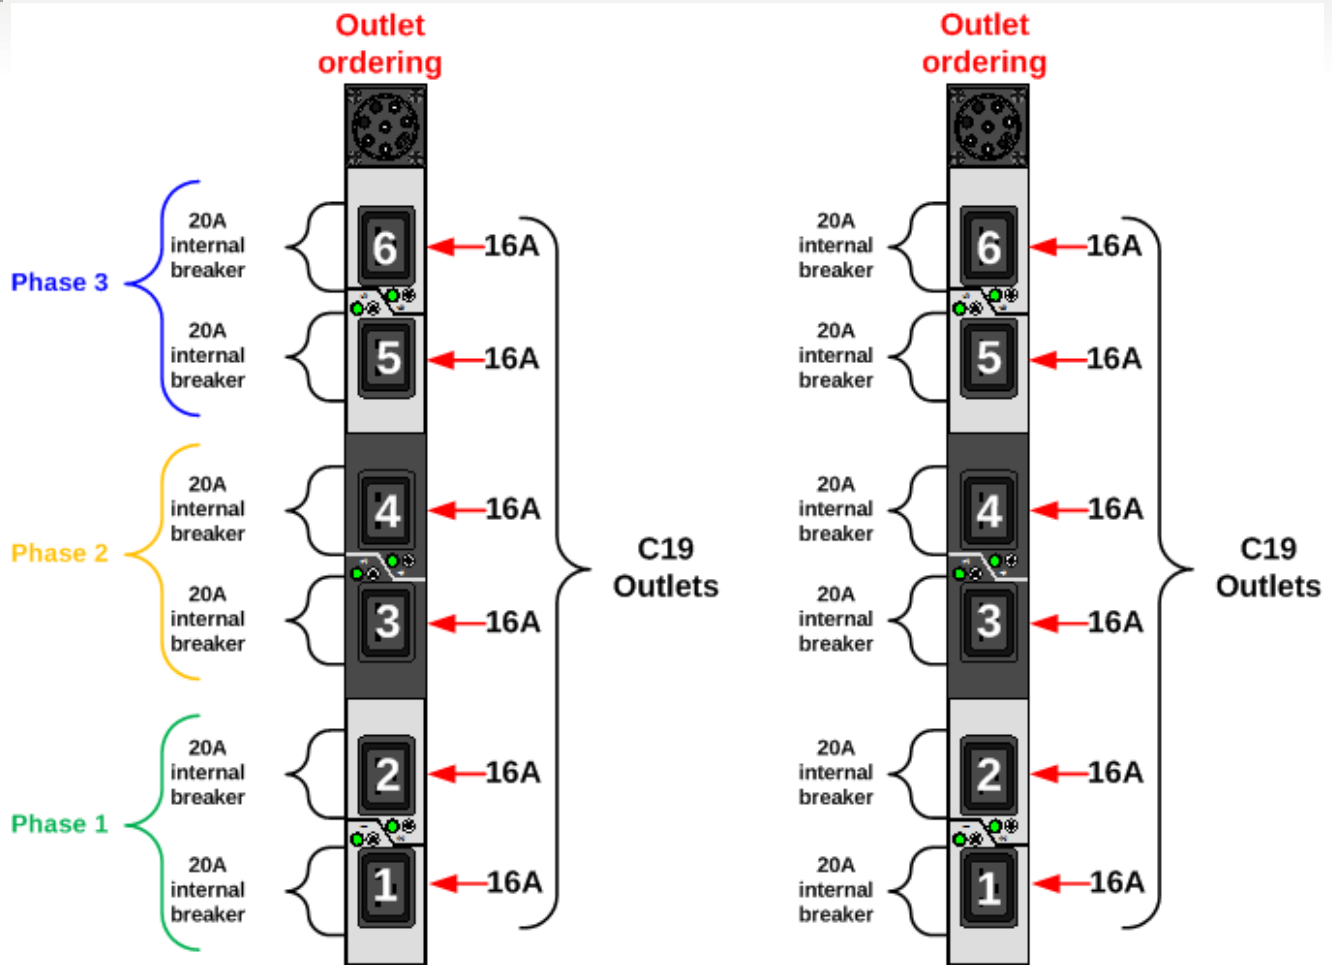 Outlet
ordering
Phase 3
20A
internal
breaker
6
16A
20A
internal
breaker
5
16A
Phase 2
20A
internal
breaker
4
16A
20A
internal
breaker
3
16A
C19
Outlets
Phase 1
20A
internal
breaker
2
16A
20A
internal
breaker
1
16A
Outlet
ordering
20A
internal
breaker
6
16A
20A
internal
breaker
5
16A
20A
internal
breaker
4
16A
20A
internal
breaker
3
16A
C19
Outlets
20A
internal
breaker
2
16A
20A
internal
breaker
1
16A